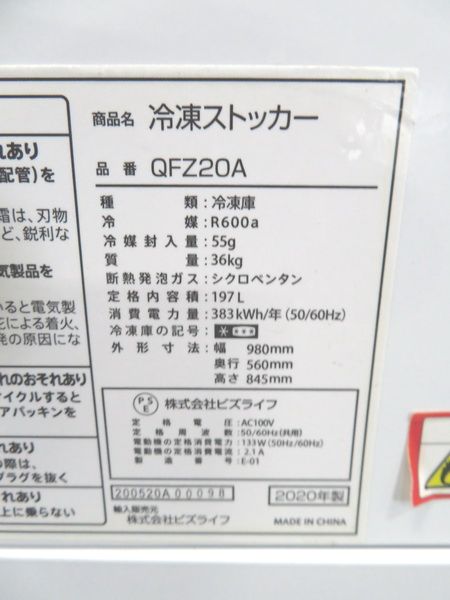 れあり
配管)を
霜は、刃物
ど、鋭利な
気製品を
いると電気製
による着火、
発の原因にな
れのおそれあり
イクルすると
アパッキンを
れあり
の際は、
プラグを抜く
れあり
上に乗らない
商品名 冷凍ストッカー
品番 QFZ20A
種類:冷凍庫
冷媒:R600a
冷媒封入量:55g
質量:36kg
断熱発泡ガス:シクロペンタン
定格内容積:197L
消費電力量:383kWh/年(50/60Hz)
冷凍庫の記号:
外形寸法:幅 980mm
奥行 560mm
高さ 845mm
PSE 株式会社ビズライフ
定格電圧:AC100V
定格周波数:50/60Hz(共用)
電動機の定格消費電力:133W(50Hz/60Hz)
電動機の定格消費電流:2.1A
製造番号:E-01
200520A00098
2020年製
輸入販売元
株式会社ビズライフ
MADE IN CHINA